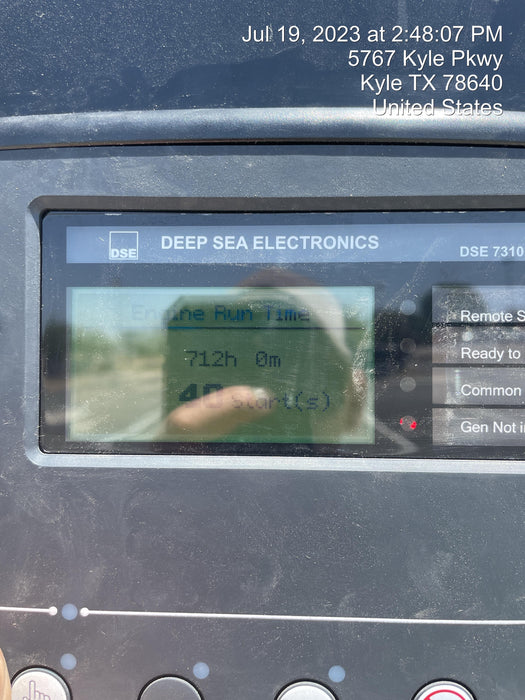 Jul 19, 2023 at 2:48:07 PM
5767 Kyle Pkwy
Kyle TX 78640
United States
DSE
DEEP SEA ELECTRONICS
DSE 7310
Engine Run Time
712h 0m
Start(s)
Remote S
Ready to
Common
Gen Not i